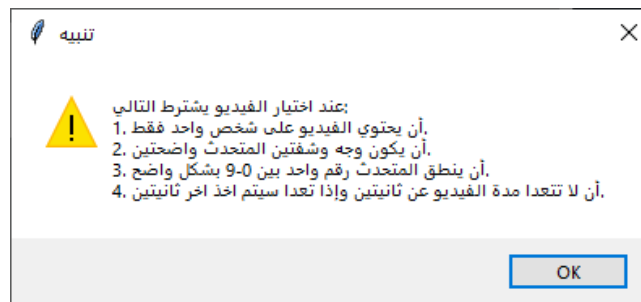 تنبيه
عند اختيار الفيديو يشترط التالي:
1. أن يحتوي الفيديو على شخص واحد فقط.
2. أن يكون وجه وشفتين المتحدث واضحتين.
3. أن ينطق المتحدث رقم واحد بين 0-9 بشكل واضح.
4. أن لا تتعدا مدة الفيديو عن ثانيتين وإذا تعدا سيتم اخذ اخر ثانيتين.
OK